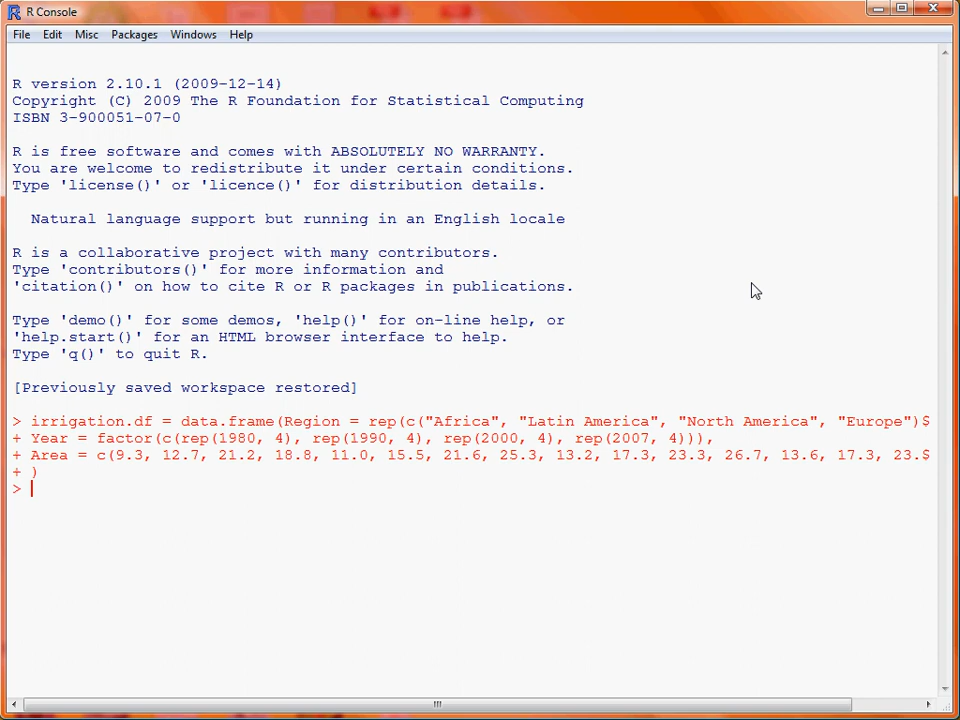 R Console
File Edit Misc Packages Windows Help
R version 2.10.1 (2009-12-14)
Copyright (C) 2009 The R Foundation for Statistical Computing
ISBN 3-900051-07-0
R is free software and comes with ABSOLUTELY NO WARRANTY.
You are welcome to redistribute it under certain conditions.
Type 'license()' or 'licence()' for distribution details.
Natural language support but running in an English locale
R is a collaborative project with many contributors.
Type 'contributors()' for more information and
'citation()' on how to cite R or R packages in publications.
Type 'demo()' for some demos, 'help()' for on-line help, or
'help.start()' for an HTML browser interface to help.
Type 'q()' to quit R.
[Previously saved workspace restored]
> irrigation.df = data.frame(Region = rep(c("Africa", "Latin America", "North America", "Europe")$
+ Year = factor(c(rep(1980, 4), rep(1990, 4), rep(2000, 4), rep(2007, 4))),
+ Area = c(9.3, 12.7, 21.2, 18.8, 11.0, 15.5, 21.6, 25.3, 13.2, 17.3, 23.3, 26.7, 13.6, 17.3, 23.$
+ )
>